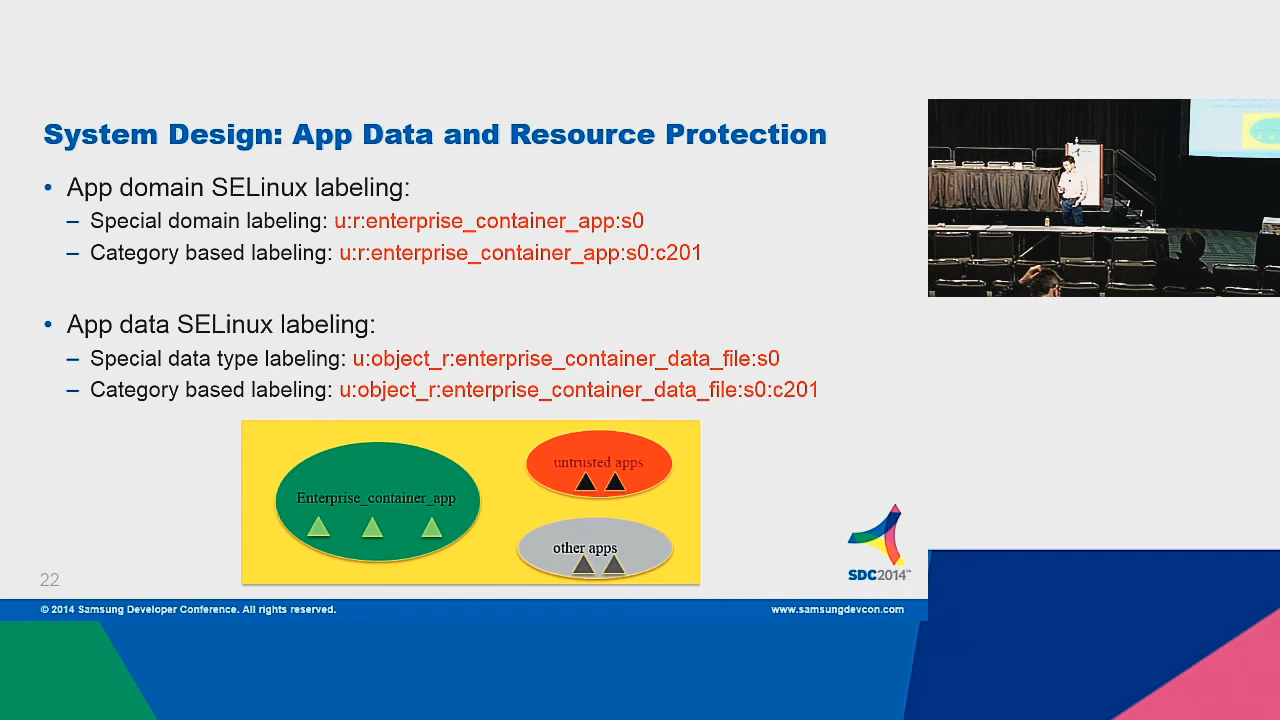 System Design: App Data and Resource Protection
• App domain SELinux labeling:
– Special domain labeling: u:r:enterprise_container_app:s0
– Category based labeling: u:r:enterprise_container_app:s0:c201
• App data SELinux labeling:
– Special data type labeling: u:object_r:enterprise_container_data_file:s0
– Category based labeling: u:object_r:enterprise_container_data_file:s0:c201
untrusted apps
Enterprise_container_app
other apps
SDC2014™
22
© 2014 Samsung Developer Conference. All rights reserved.
www.samsungdevcon.com